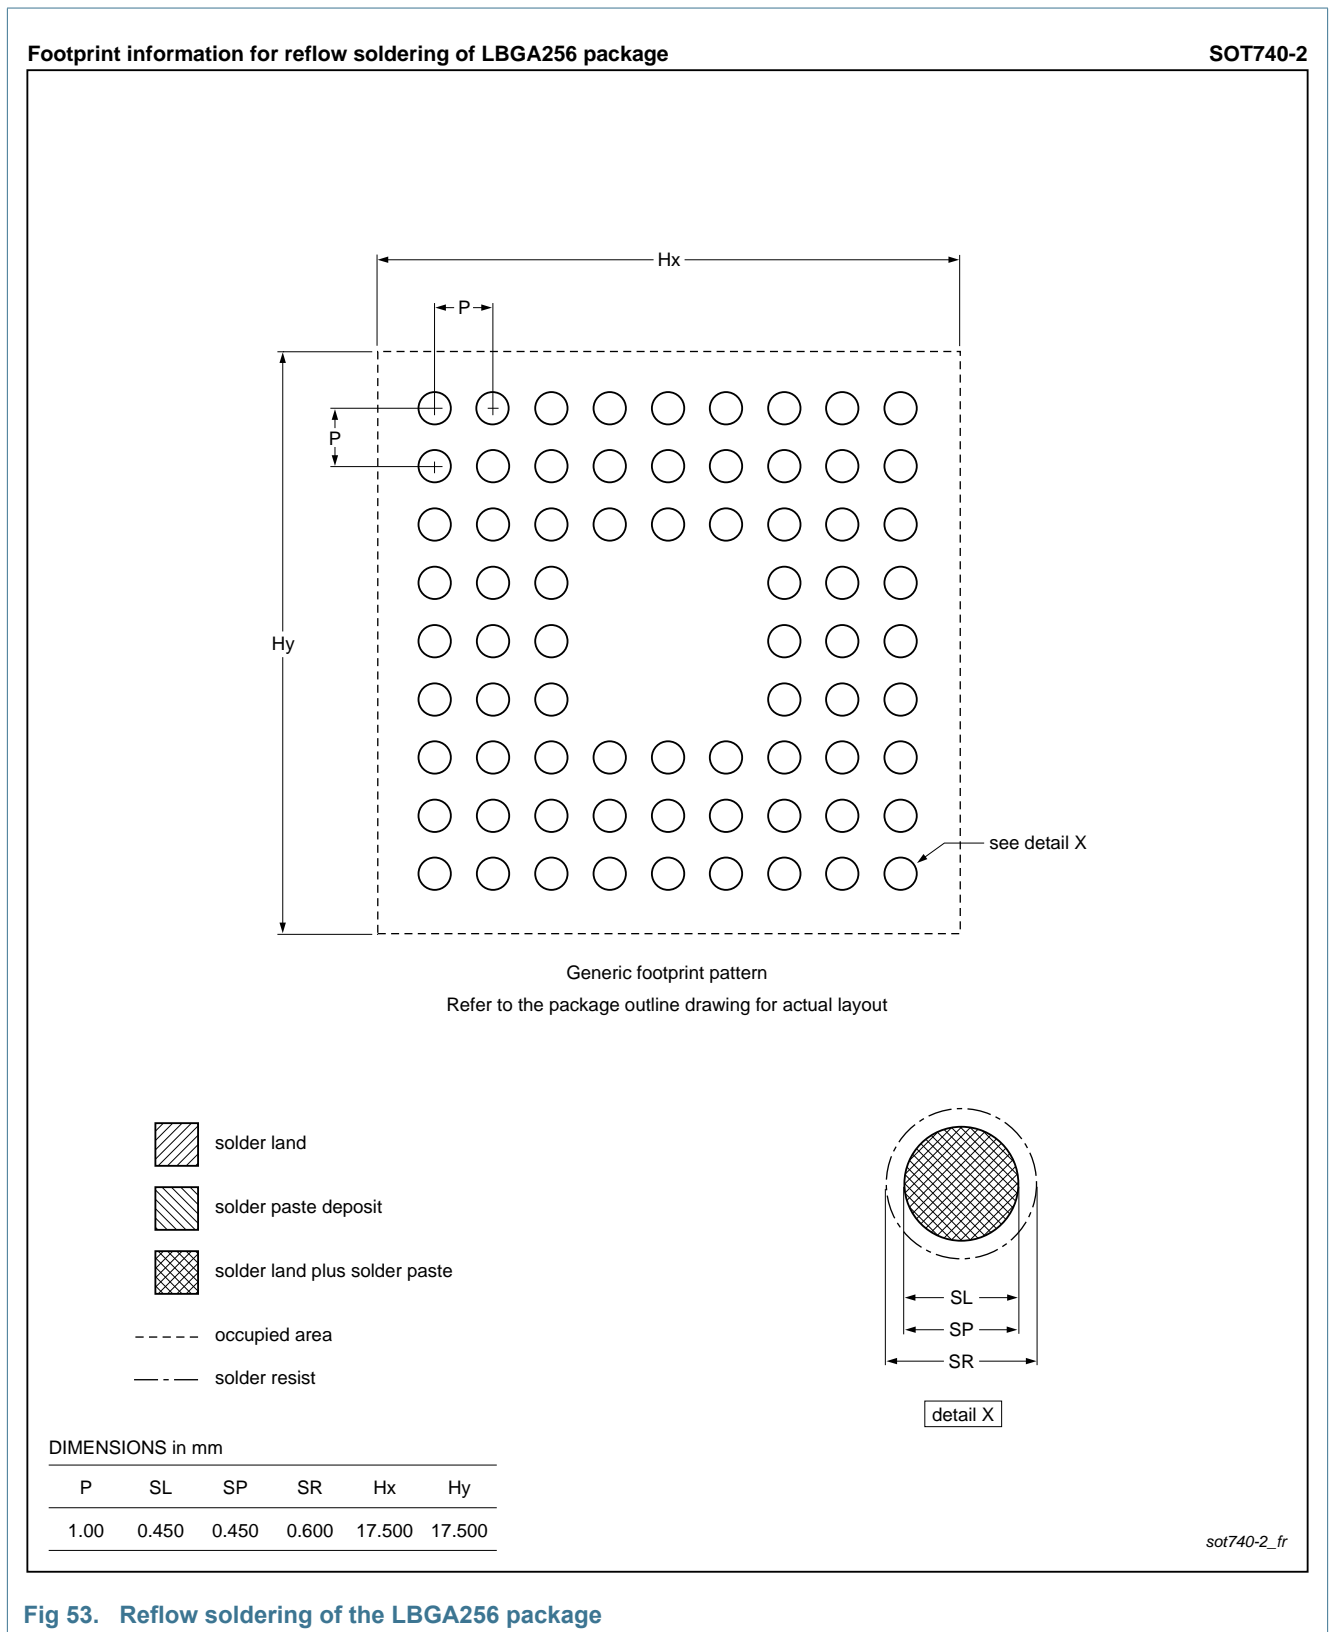 Footprint information for reflow soldering of LBGA256 package SOT740-2
Hx
P
P
Hy
see detail X
Generic footprint pattern
Refer to the package outline drawing for actual layout
solder land
solder paste deposit
solder land plus solder paste
occupied area
solder resist
SL
SP
SR
detail X
DIMENSIONS in mm
P SL SP SR Hx Hy
1.00 0.450 0.450 0.600 17.500 17.500
sot740-2_fr
Fig 53. Reflow soldering of the LBGA256 package